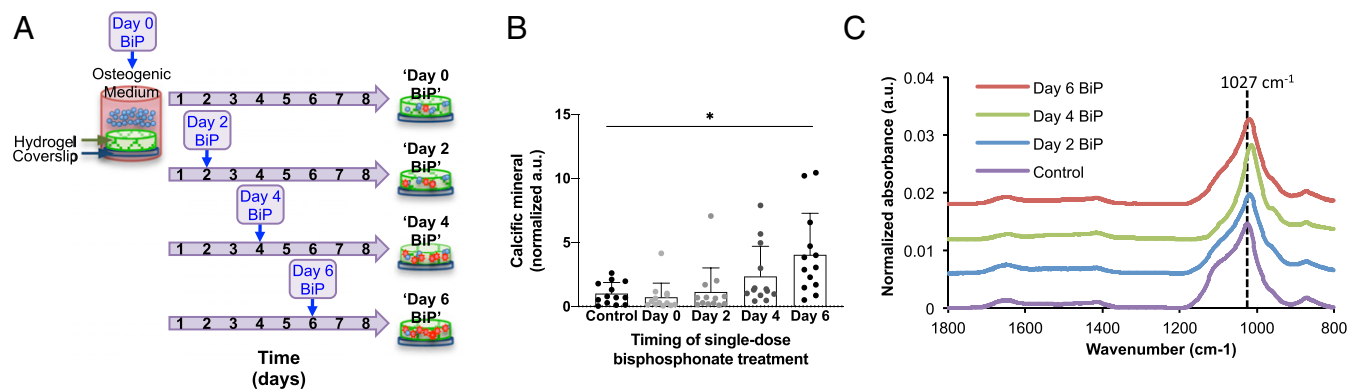 A
Day 0
BiP
Osteogenic
Medium
Hydrogel
Coverslip
1 2 3 4 5 6 7 8
'Day 0
BiP'
Day 2
BiP
1 2 3 4 5 6 7 8
'Day 2
BiP'
Day 4
BiP
1 2 3 4 5 6 7 8
'Day 4
BiP'
Day 6
BiP
1 2 3 4 5 6 7 8
'Day 6
BiP'
Time
(days)
B
Calcific mineral
(normalized a.u.)
15
10
5
0
*
Control Day 0 Day 2 Day 4 Day 6
Timing of single-dose
bisphosphonate treatment
C
Normalized absorbance (a.u.)
0.04
0.03
0.02
0.01
0
Day 6 BiP
Day 4 BiP
Day 2 BiP
Control
1027 cm-1
1800 1600 1400 1200 1000 800
Wavenumber (cm-1)